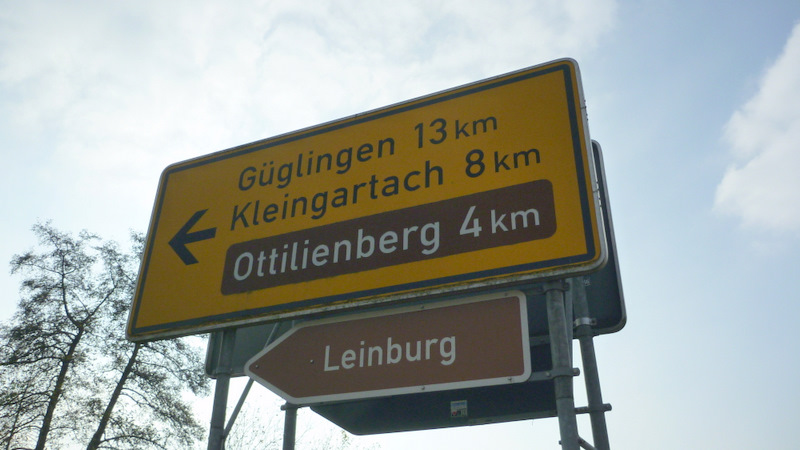 Güglingen 13 km
Kleingartach 8 km
Ottilienberg 4 km
Leinburg